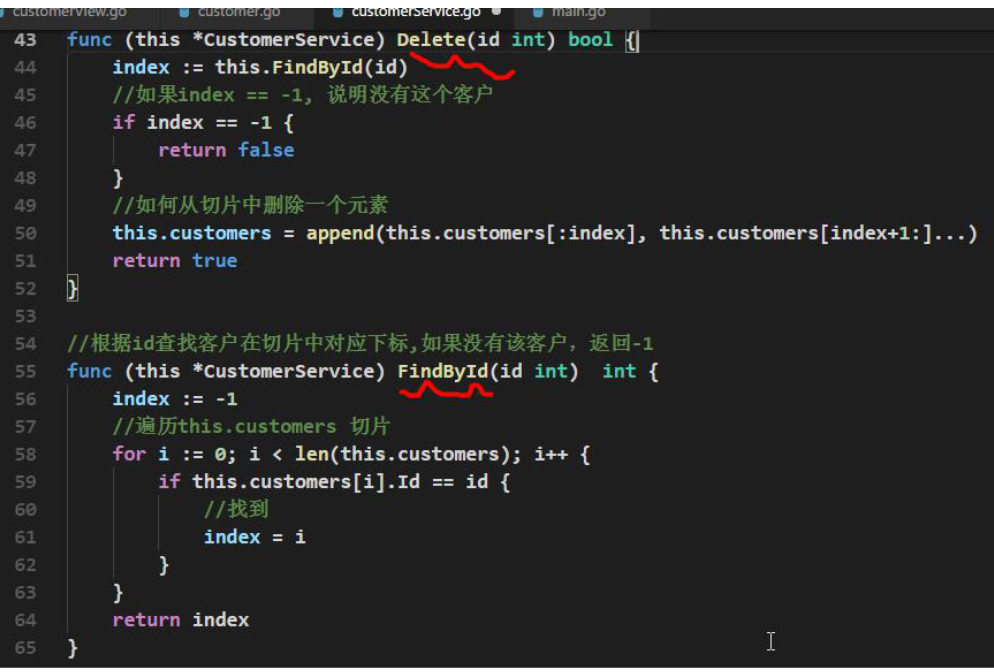 customerView.go customer.go customerService.go main.go
43 func (this *CustomerService) Delete(id int) bool {
44 index := this.FindById(id)
45 //如果index == -1, 说明没有这个客户
46 if index == -1 {
47 return false
48 }
49 //如何从切片中删除一个元素
50 this.customers = append(this.customers[:index], this.customers[index+1:]...)
51 return true
52 }
53
54 //根据id查找客户在切片中对应下标,如果没有该客户，返回-1
55 func (this *CustomerService) FindById(id int)  int {
56 index := -1
57 //遍历this.customers 切片
58 for i := 0; i < len(this.customers); i++ {
59 if this.customers[i].Id == id {
60 //找到
61 index = i
62 }
63 }
64 return index
65 }